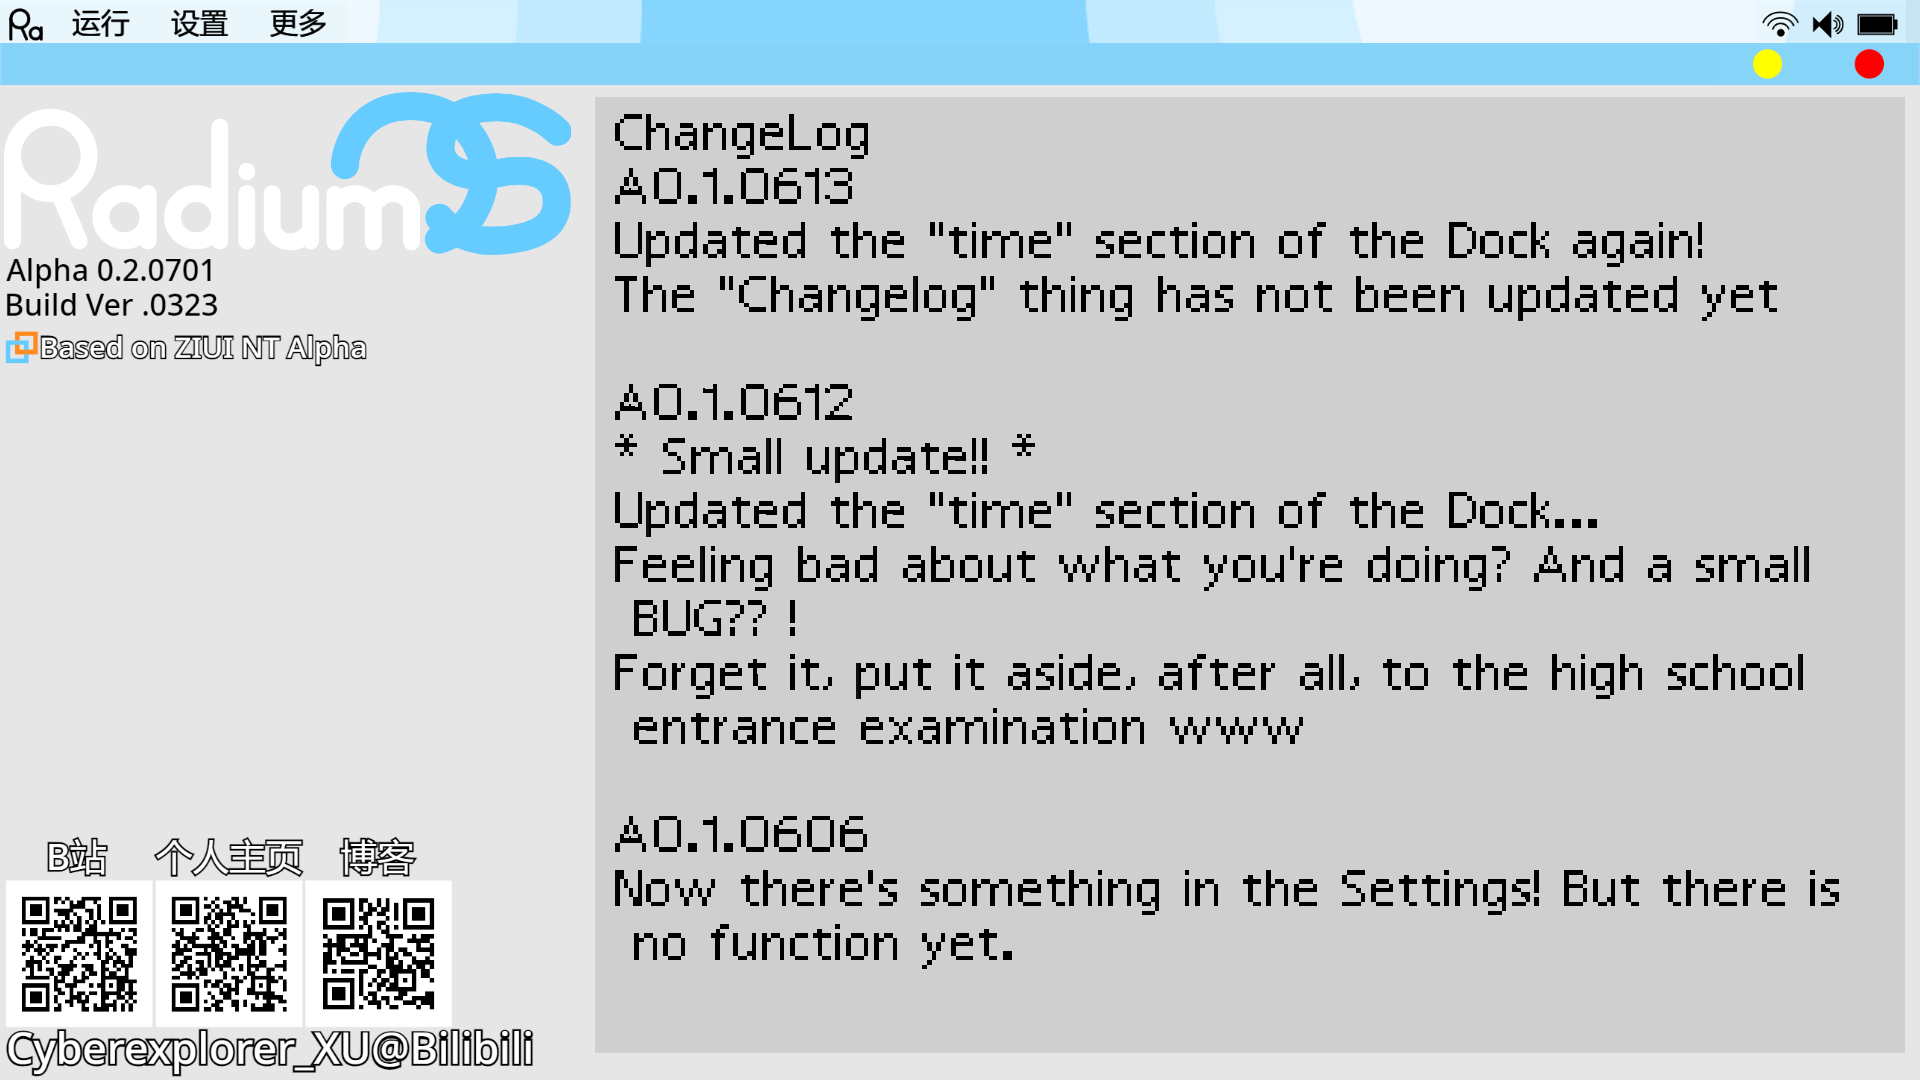 Ra 运行 设置 更多
RadiumOS
Alpha 0.2.0701
Build Ver .0323
Based on ZIUI NT Alpha
B站 个人主页 博客
Cyberexplorer_XU@Bilibili
ChangeLog
A0.1.0613
Updated the "time" section of the Dock again!
The "Changelog" thing has not been updated yet
A0.1.0612
* Small update!! *
Updated the "time" section of the Dock...
Feeling bad about what you're doing? And a small
BUG?? !
Forget it, put it aside, after all, to the high school
entrance examination www
A0.1.0606
Now there's something in the Settings! But there is
no function yet.